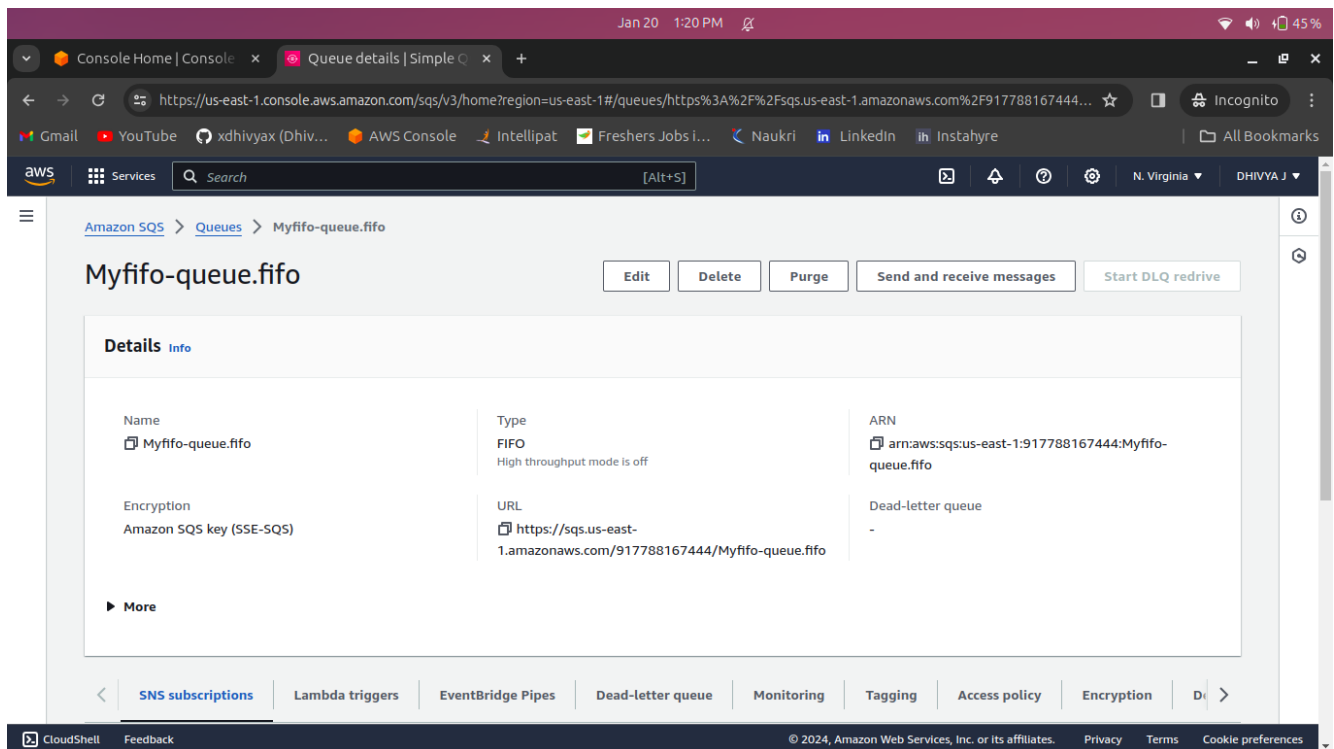 Jan 20 1:20 PM
45 %
Console Home | Console
Queue details | Simple Q
https://us-east-1.console.aws.amazon.com/sqs/v3/home?region=us-east-1#/queues/https%3A%2F%2Fsqs.us-east-1.amazonaws.com%2F917788167444...
Incognito
Gmail YouTube xdhivyax (Dhiv... AWS Console Intellipat Freshers Jobs i... Naukri in LinkedIn ih Instahyre All Bookmarks
aws Services Search [Alt+S] N. Virginia ▼ DHIVYA J ▼
Amazon SQS > Queues > Myfifo-queue.fifo
Myfifo-queue.fifo
Edit Delete Purge Send and receive messages Start DLQ redrive
Details Info
Name
Myfifo-queue.fifo
Type
FIFO
High throughput mode is off
ARN
arn:aws:sqs:us-east-1:917788167444:Myfifo-
queue.fifo
Encryption
Amazon SQS key (SSE-SQS)
URL
https://sqs.us-east-
1.amazonaws.com/917788167444/Myfifo-queue.fifo
Dead-letter queue
-
More
SNS subscriptions Lambda triggers EventBridge Pipes Dead-letter queue Monitoring Tagging Access policy Encryption
CloudShell Feedback © 2024, Amazon Web Services, Inc. or its affiliates. Privacy Terms Cookie preferences